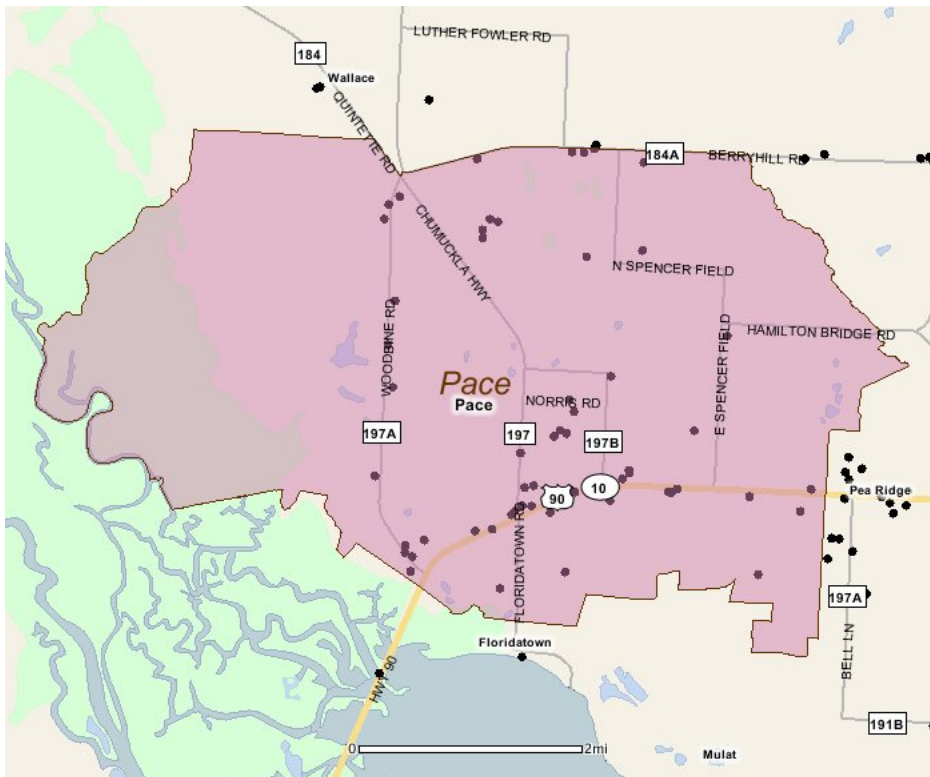 LUTHER FOWLER RD
184
Wallace
QUINTETTE RD
184A
BERRYHILL RD
CHUMUCKLA HWY
N SPENCER FIELD
WOODBINE RD
E SPENCER FIELD
HAMILTON BRIDGE RD
Pace
Pace
NORRIS RD
197A
197
197B
90
10
Pea Ridge
FLORIDATOWN RD
197A
Floridatown
HWY 90
BELL LN
191B
0
2mi
Mulat